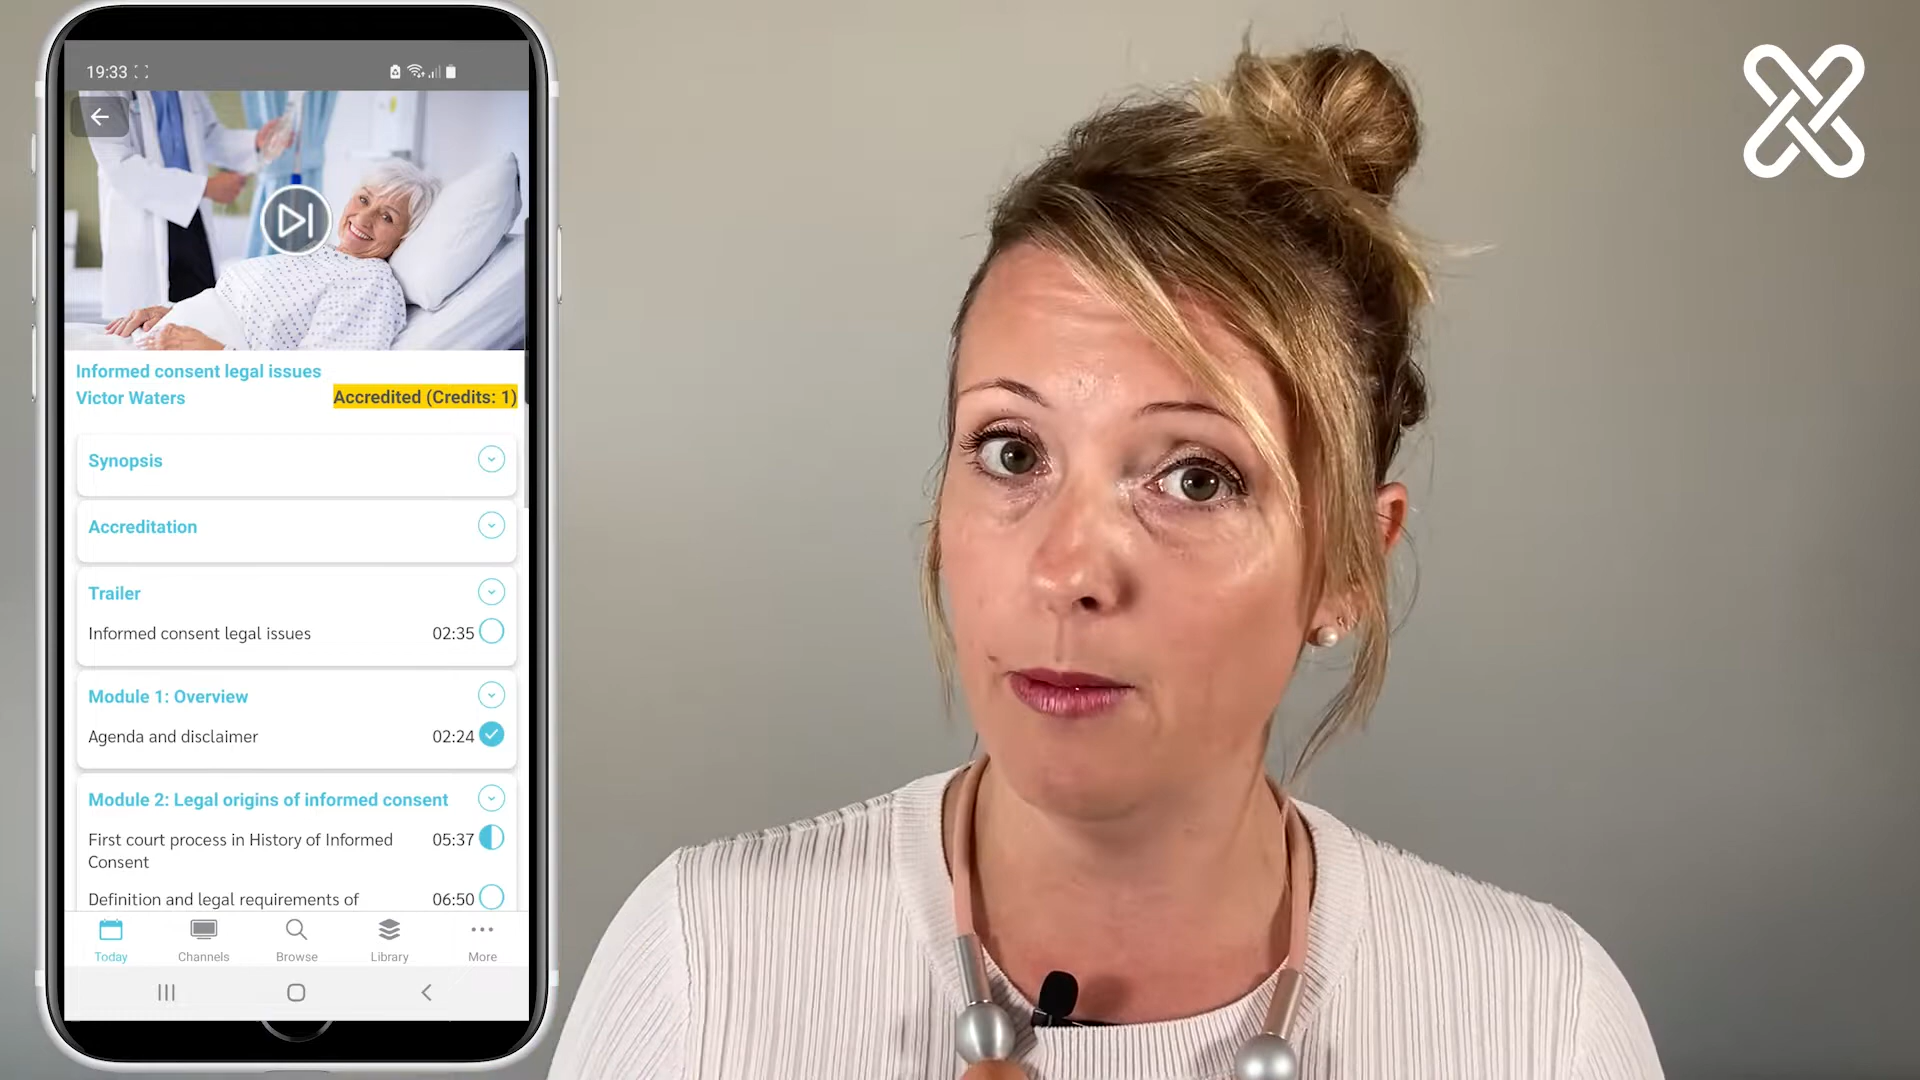 19:33
Informed consent legal issues
Victor Waters
Accredited (Credits: 1)
Synopsis
Accreditation
Trailer
Informed consent legal issues 02:35
Module 1: Overview
Agenda and disclaimer 02:24
Module 2: Legal origins of informed consent
First court process in History of Informed 05:37
Consent
Definition and legal requirements of 06:50
Today Channels Browse Library More